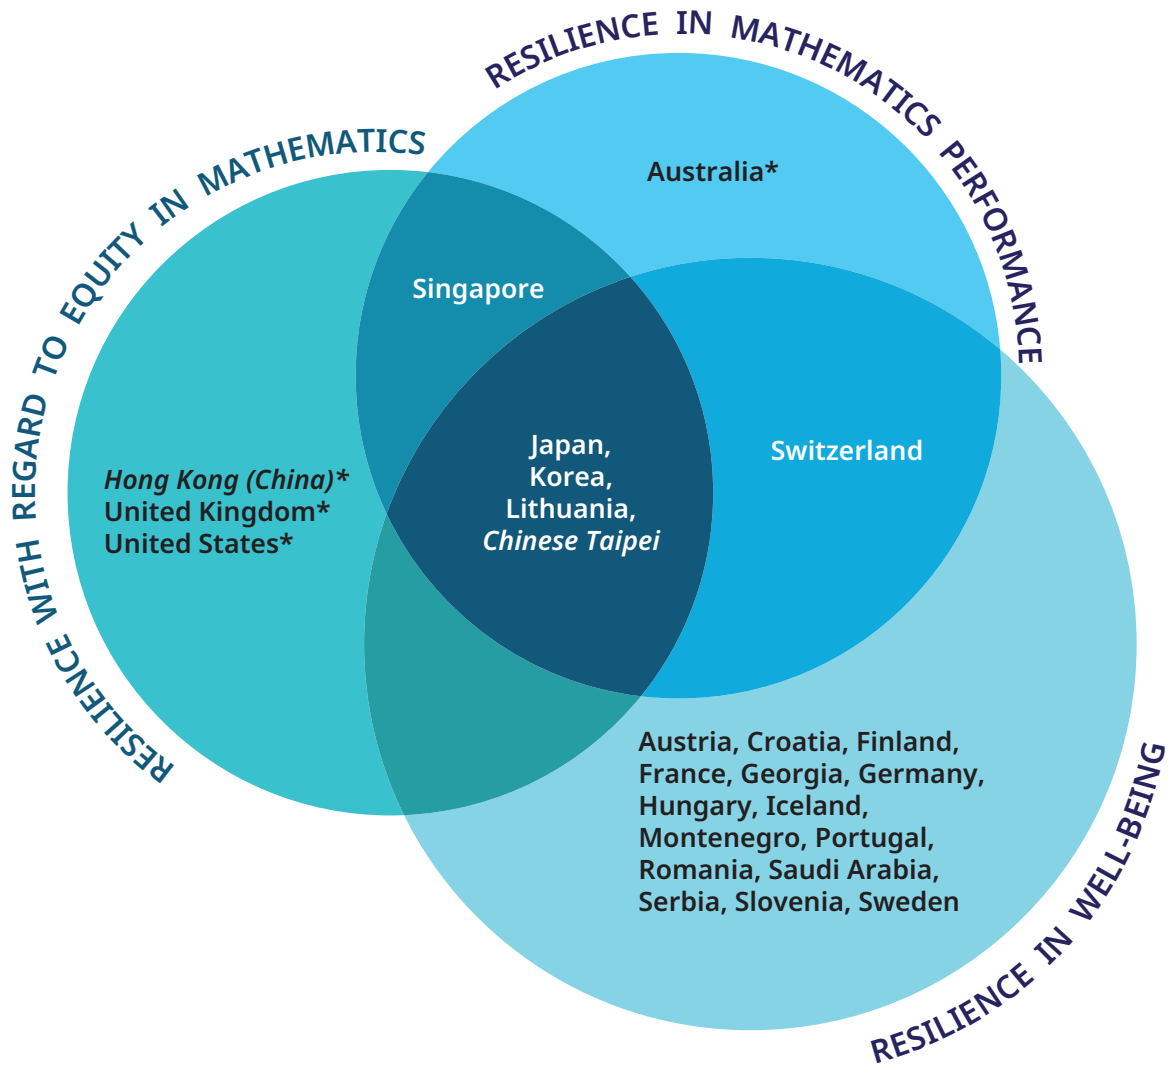 RESILIENCE IN MATHEMATICS PERFORMANCE
RESILIENCE WITH REGARD TO EQUITY IN MATHEMATICS
Australia*
Singapore
Japan,
Korea,
Lithuania,
Chinese Taipei
Switzerland
Hong Kong (China)*
United Kingdom*
United States*
Austria, Croatia, Finland,
France, Georgia, Germany,
Hungary, Iceland,
Montenegro, Portugal,
Romania, Saudi Arabia,
Serbia, Slovenia, Sweden
RESILIENCE IN WELL-BEING